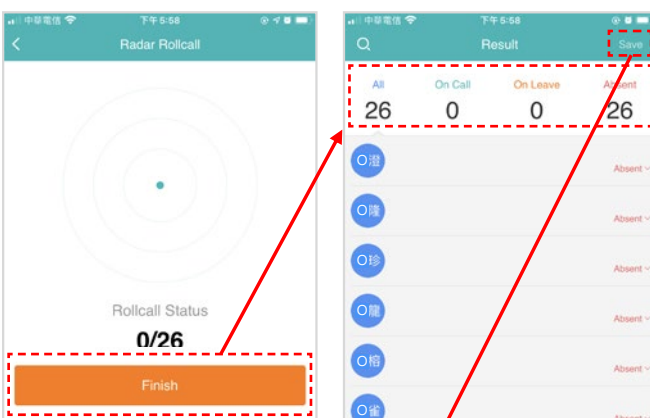 中華電信 下午5:58
Radar Rollcall
Rollcall Status
0/26
Finish
中華電信 下午5:58
Result Save
All On Call On Leave Absent
26 0 0 26
O澄 Absent
O隆 Absent
O珍 Absent
O龍 Absent
O榕 Absent
O雀 Absent